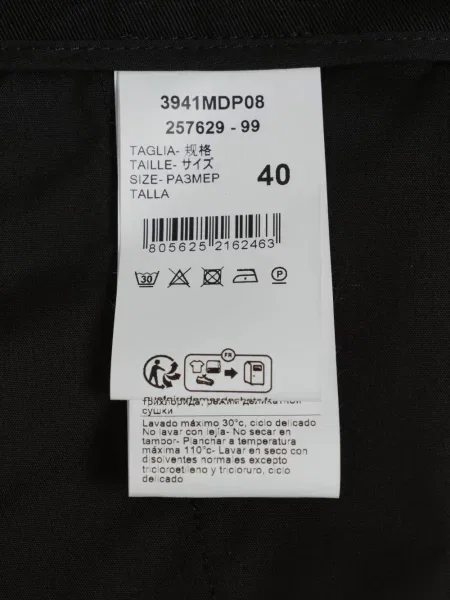 3941MDP08
257629 - 99
TAGLIA- 规格
TAILLE- サイズ
SIZE- РАЗМЕР
TALLA
40
805625 2162463
30
P
FR
сушки
Lavado máximo 30°c, ciclo delicado
No lavar con lejía- No secar en
tambor- Planchar a temperatura
máxima 110°c- Lavar en seco con
disolventes normales excepto
tricloroetileno y tricloruro, ciclo
delicado